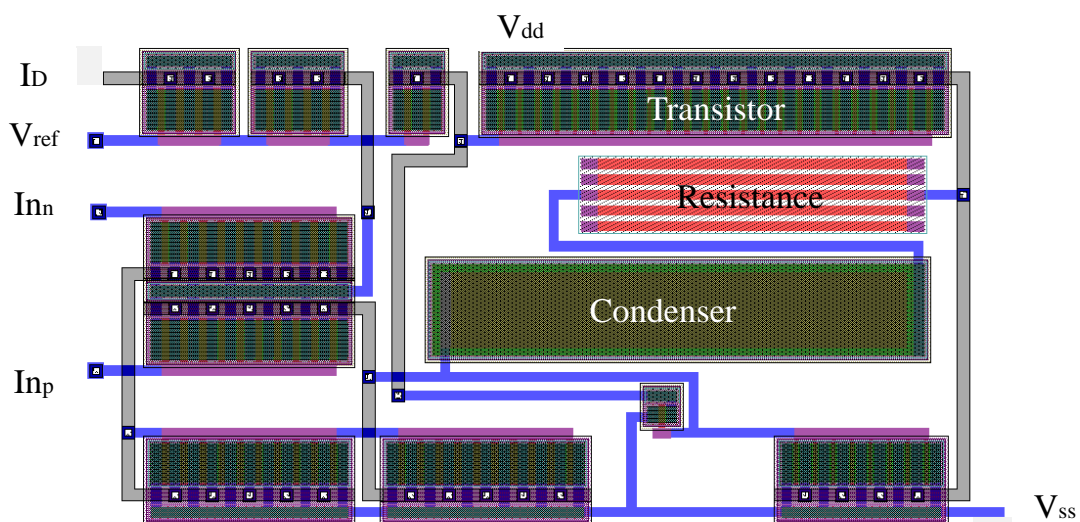 Vdd
ID
Transistor
Vref
Resistance
Inn
Condenser
Inp
Vss